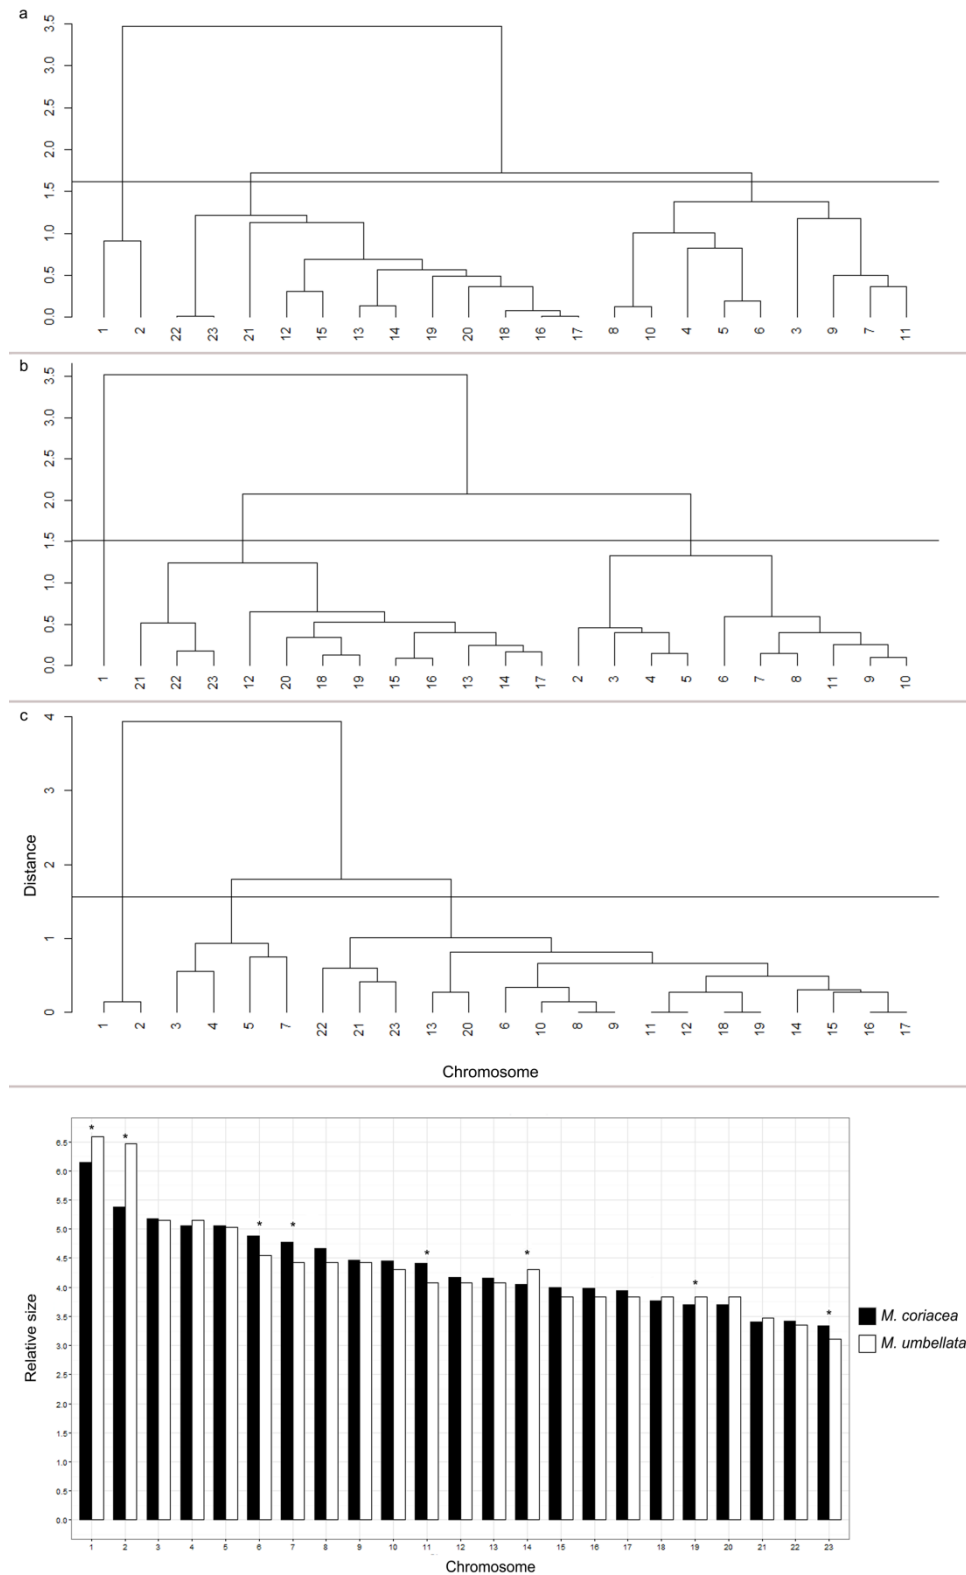 a
3.5
3.0
2.5
2.0
1.5
1.0
0.5
0.0
1 2 22 23 21 12 15 13 14 19 20 18 16 17 8 10 4 5 6 3 9 7 11
b
3.5
3.0
2.5
2.0
1.5
1.0
0.5
0.0
1 21 22 23 12 20 18 19 15 16 13 14 17 2 3 4 5 6 7 8 11 9 10
c
4
3
2
1
0
Distance
1 2 3 4 5 7 22 21 23 13 20 6 10 8 9 11 12 18 19 14 15 16 17
Chromosome
* * * * * * * *
6.5
6.0
5.5
5.0
4.5
4.0
3.5
3.0
2.5
2.0
1.5
1.0
0.5
0.0
Relative size
1 2 3 4 5 6 7 8 9 10 11 12 13 14 15 16 17 18 19 20 21 22 23
Chromosome
M. coriacea
M. umbellata